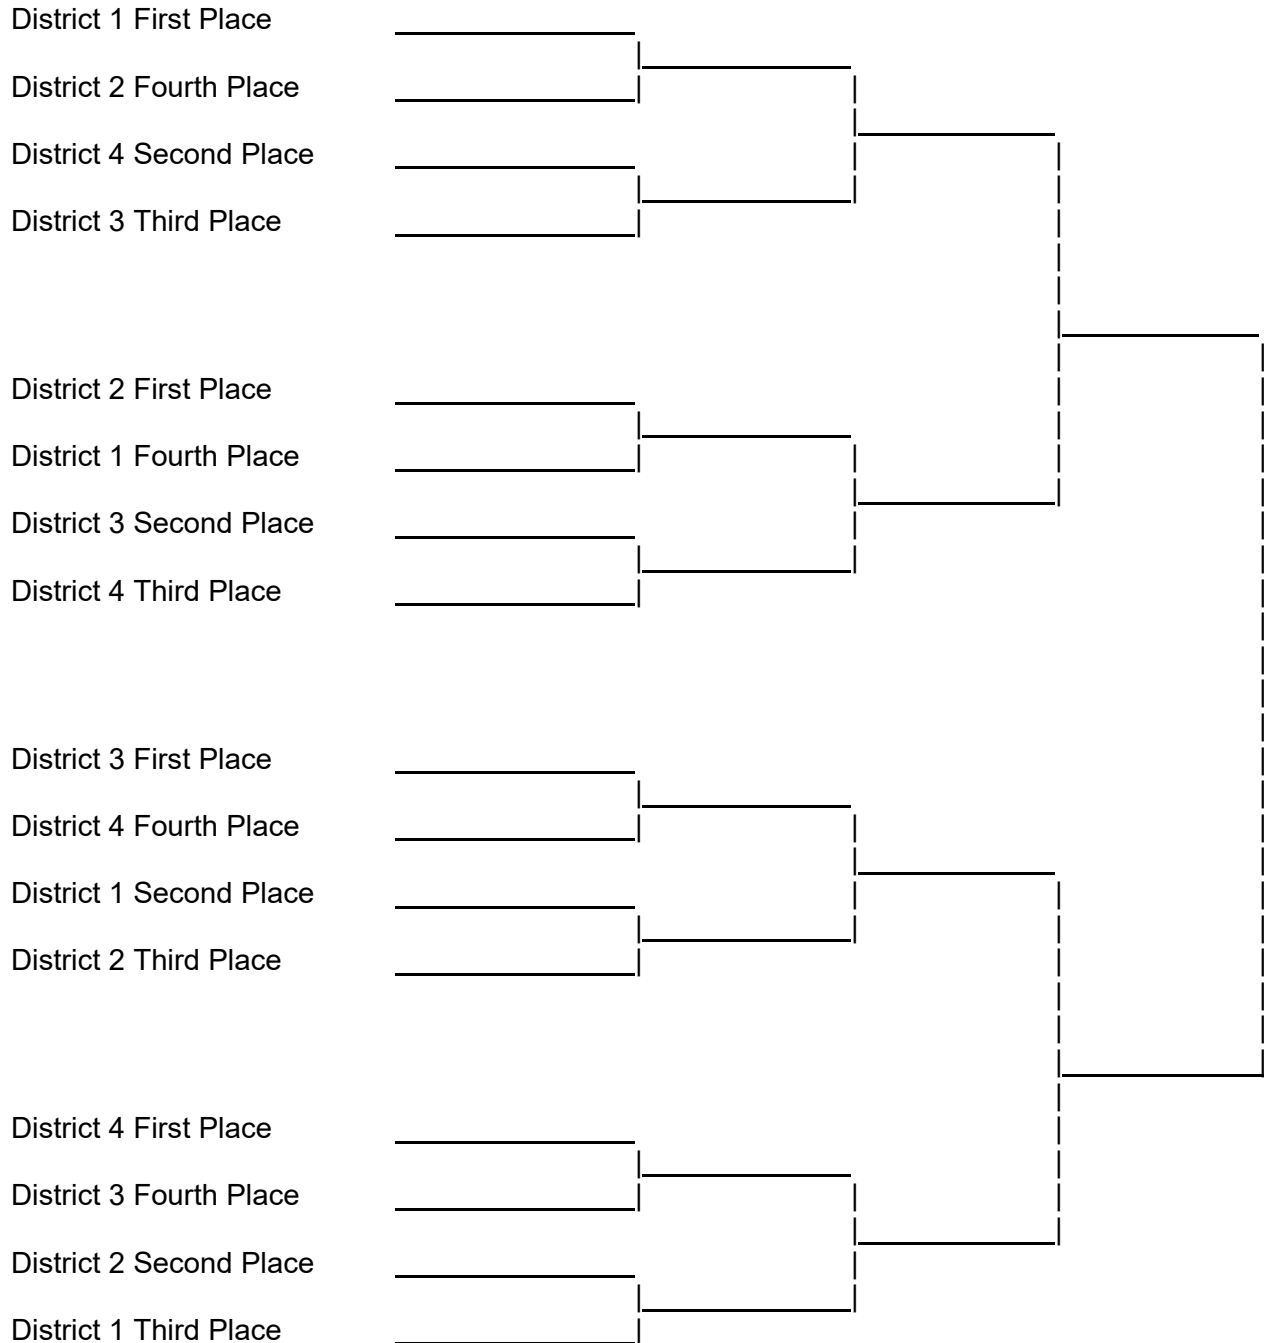 District 1 First Place
District 2 Fourth Place
District 4 Second Place
District 3 Third Place
District 2 First Place
District 1 Fourth Place
District 3 Second Place
District 4 Third Place
District 3 First Place
District 4 Fourth Place
District 1 Second Place
District 2 Third Place
District 4 First Place
District 3 Fourth Place
District 2 Second Place
District 1 Third Place